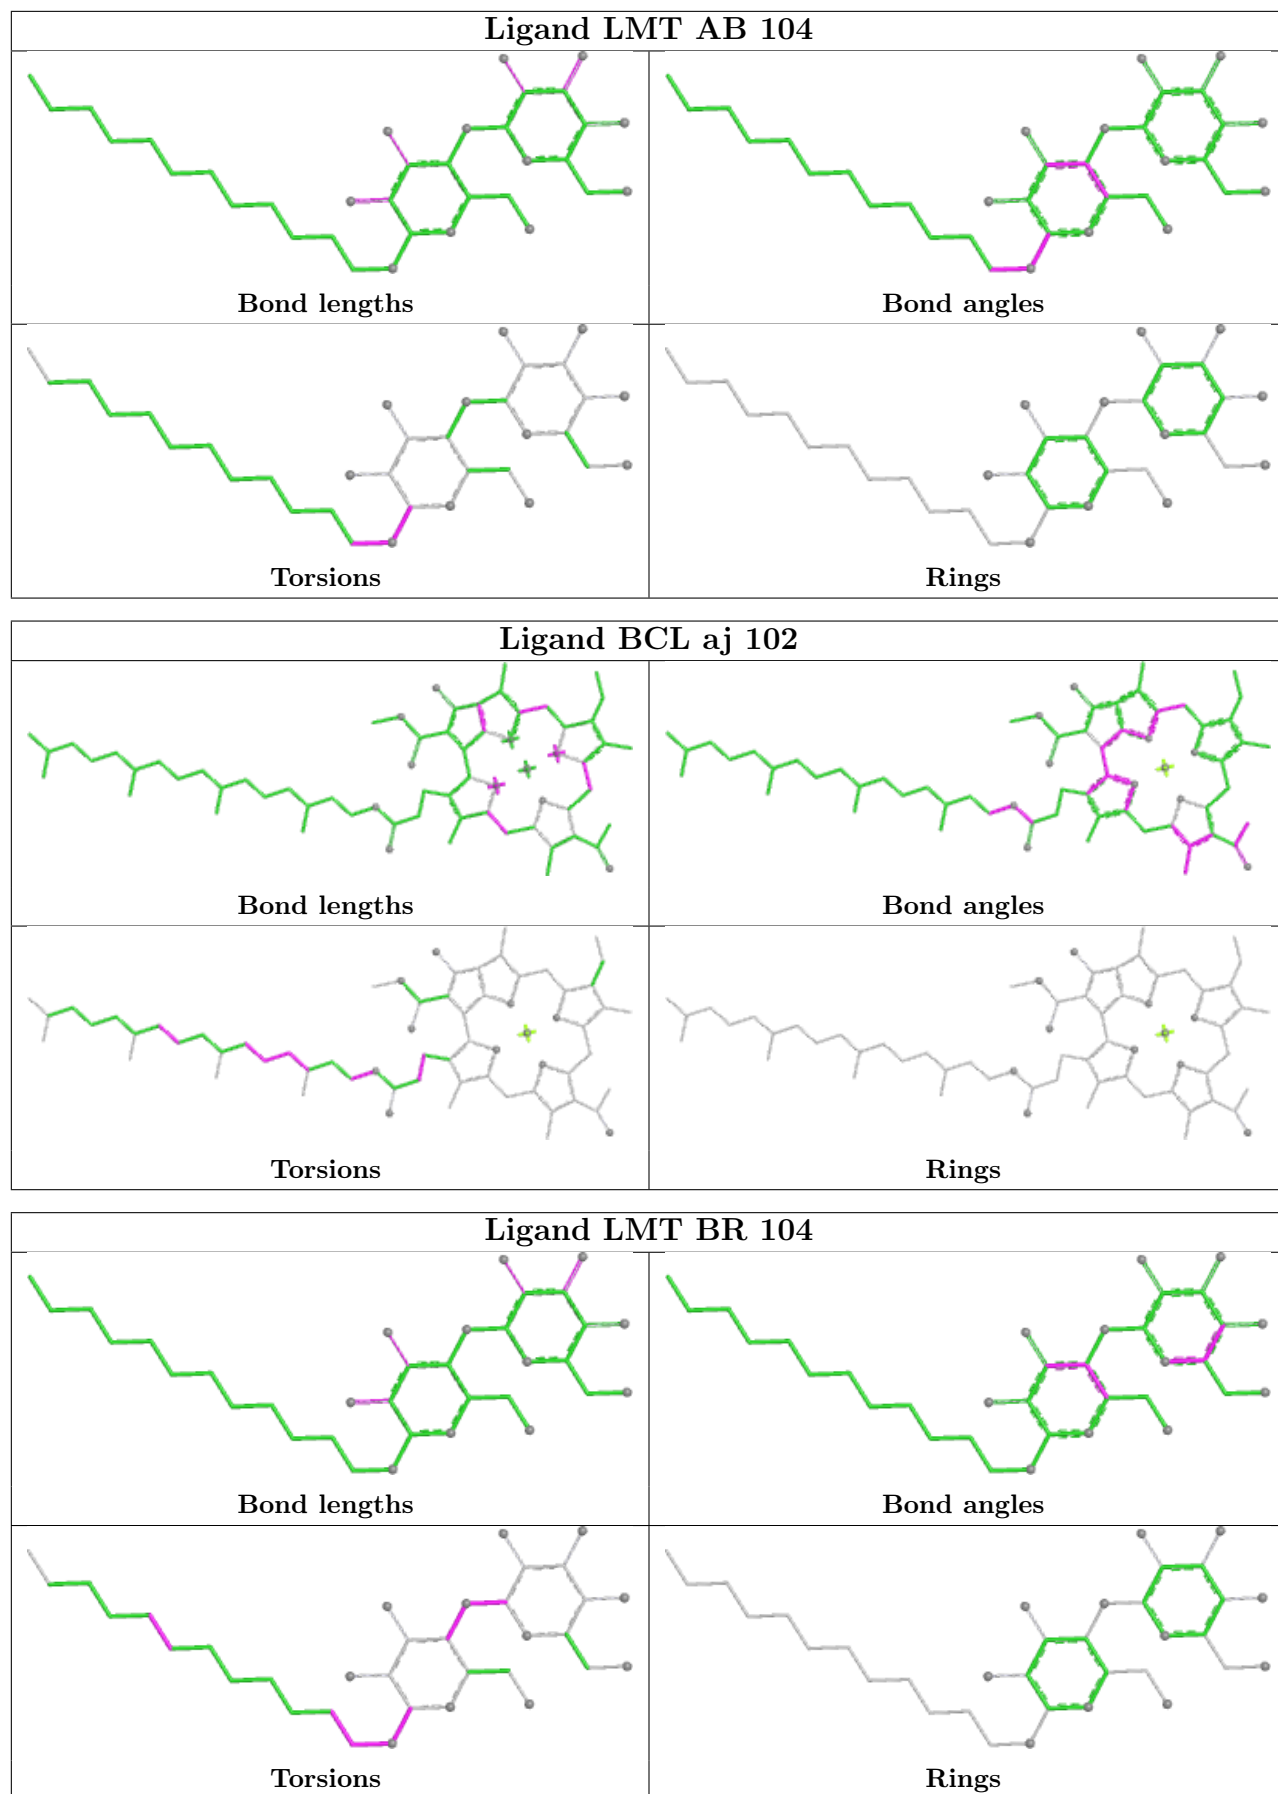 Ligand LMT AB 104
Bond lengths
Bond angles
Torsions
Rings
Ligand BCL aj 102
Bond lengths
Bond angles
Torsions
Rings
Ligand LMT BR 104
Bond lengths
Bond angles
Torsions
Rings